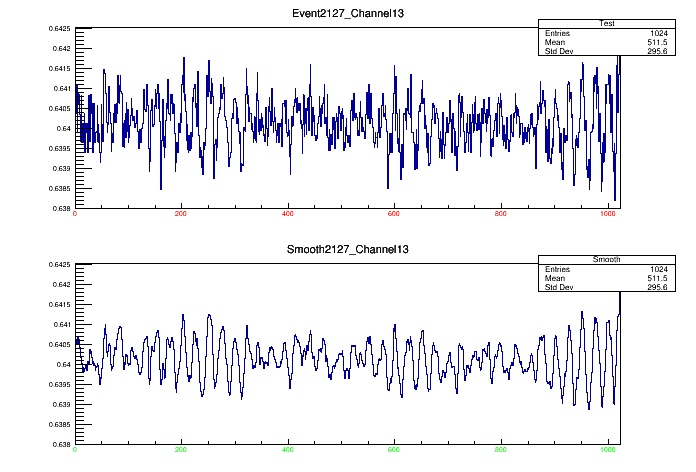 Event2127_Channel13
Test
Entries 1024
Mean 511.5
Std Dev 295.6
0.6425
0.642
0.6415
0.641
0.6405
0.64
0.6395
0.639
0.6385
0.638
0 200 400 600 800 1000
Smooth2127_Channel13
Smooth
Entries 1024
Mean 511.5
Std Dev 295.6
0.6425
0.642
0.6415
0.641
0.6405
0.64
0.6395
0.639
0.6385
0.638
0 200 400 600 800 1000